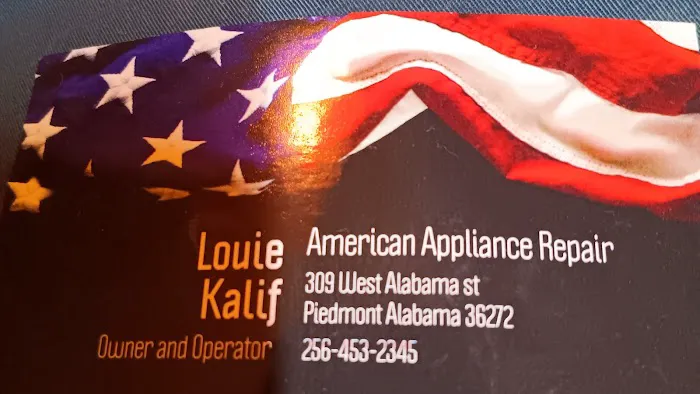 Louie
Kalif
Owner and Operator
American Appliance Repair
309 West Alabama st
Piedmont Alabama 36272
256-453-2345